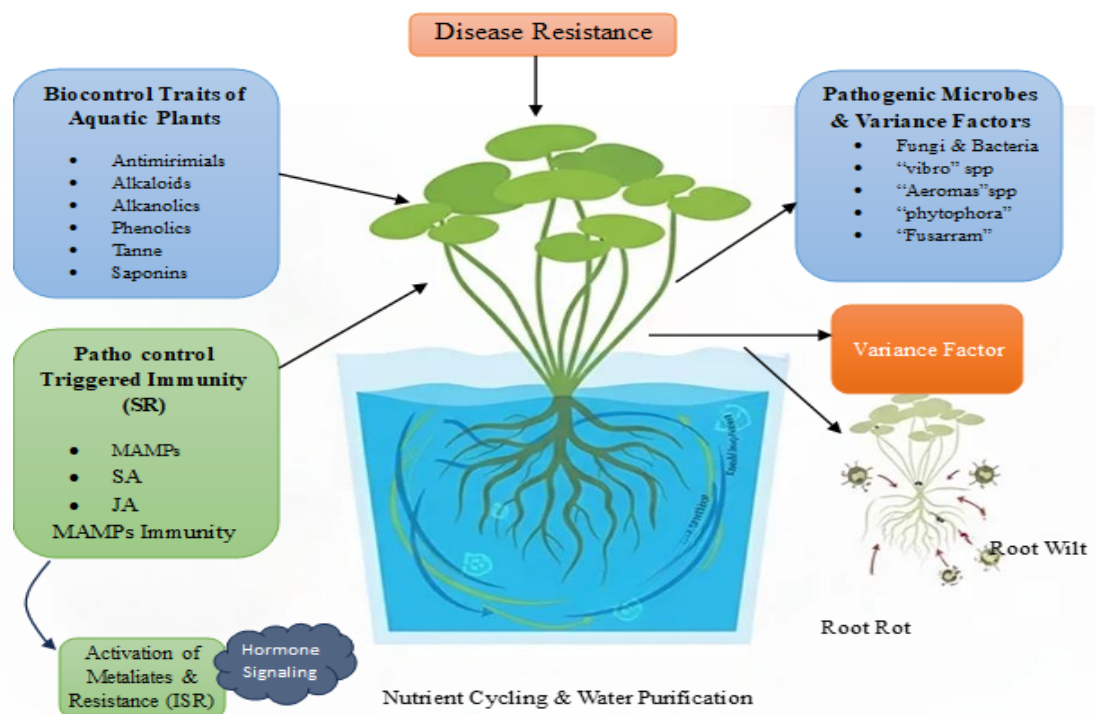 Disease Resistance
Biocontrol Traits of
Aquatic Plants
• Antimirimials
• Alkaloids
• Alkanolics
• Phenolics
• Tanne
• Saponins
Pathogenic Microbes
& Variance Factors
• Fungi & Bacteria
• “vibro” spp
• “Aeromas”spp
• “phytophora”
• “Fusarram”
Patho control
Triggered Immunity
(SR)
• MAMPs
• SA
• JA
MAMPs Immunity
Variance Factor
Root Wilt
Root Rot
Activation of
Metaliates &
Resistance (ISR)
Hormone
Signaling
Nutrient Cycling & Water Purification